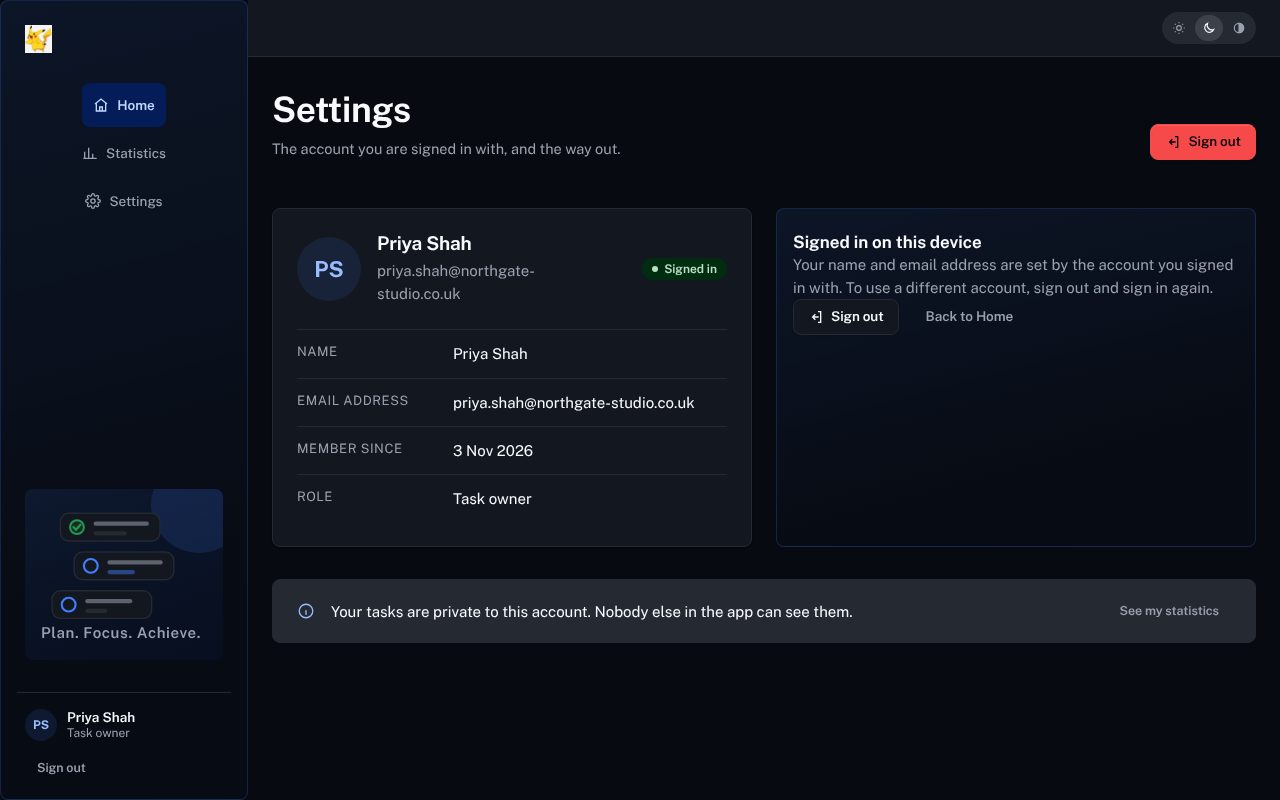 Home
Statistics
Settings
Plan. Focus. Achieve.
PS
Priya Shah
Task owner
Sign out
Settings
The account you are signed in with, and the way out.
Sign out
PS
Priya Shah
priya.shah@northgate-
studio.co.uk
Signed in
NAME
Priya Shah
EMAIL ADDRESS
priya.shah@northgate-studio.co.uk
MEMBER SINCE
3 Nov 2026
ROLE
Task owner
Signed in on this device
Your name and email address are set by the account you signed
in with. To use a different account, sign out and sign in again.
Sign out
Back to Home
Your tasks are private to this account. Nobody else in the app can see them.
See my statistics